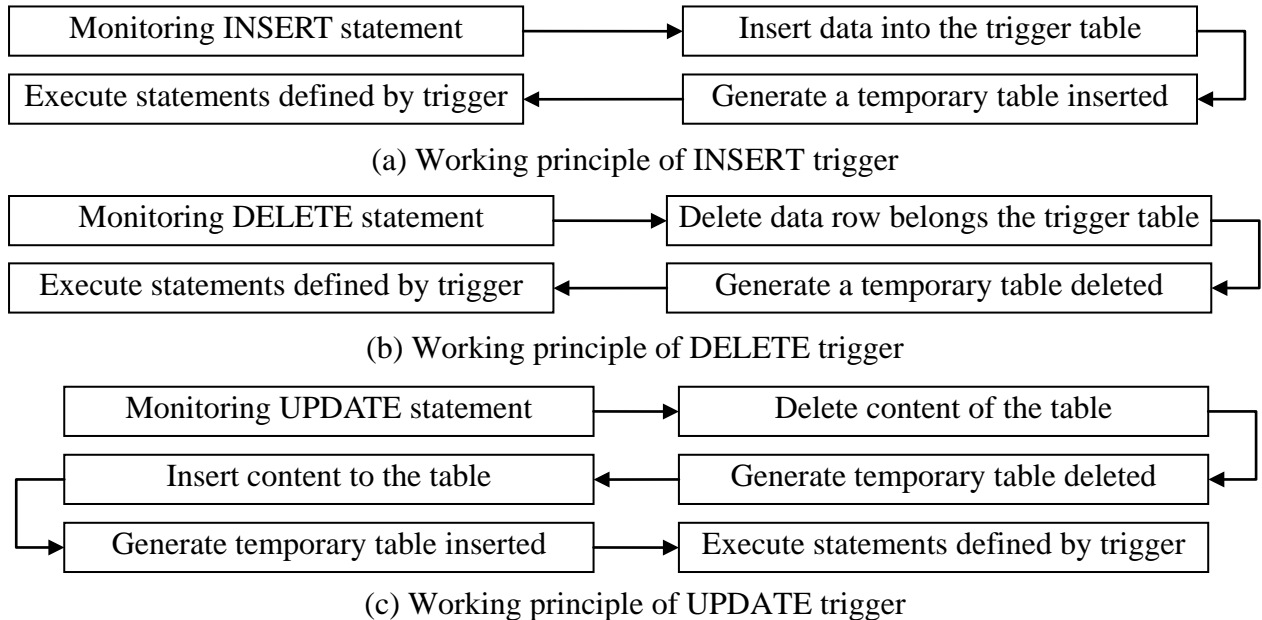 Monitoring INSERT statement
Insert data into the trigger table
Execute statements defined by trigger
Generate a temporary table inserted
(a) Working principle of INSERT trigger
Monitoring DELETE statement
Delete data row belongs the trigger table
Execute statements defined by trigger
Generate a temporary table deleted
(b) Working principle of DELETE trigger
Monitoring UPDATE statement
Delete content of the table
Insert content to the table
Generate temporary table deleted
Generate temporary table inserted
Execute statements defined by trigger
(c) Working principle of UPDATE trigger